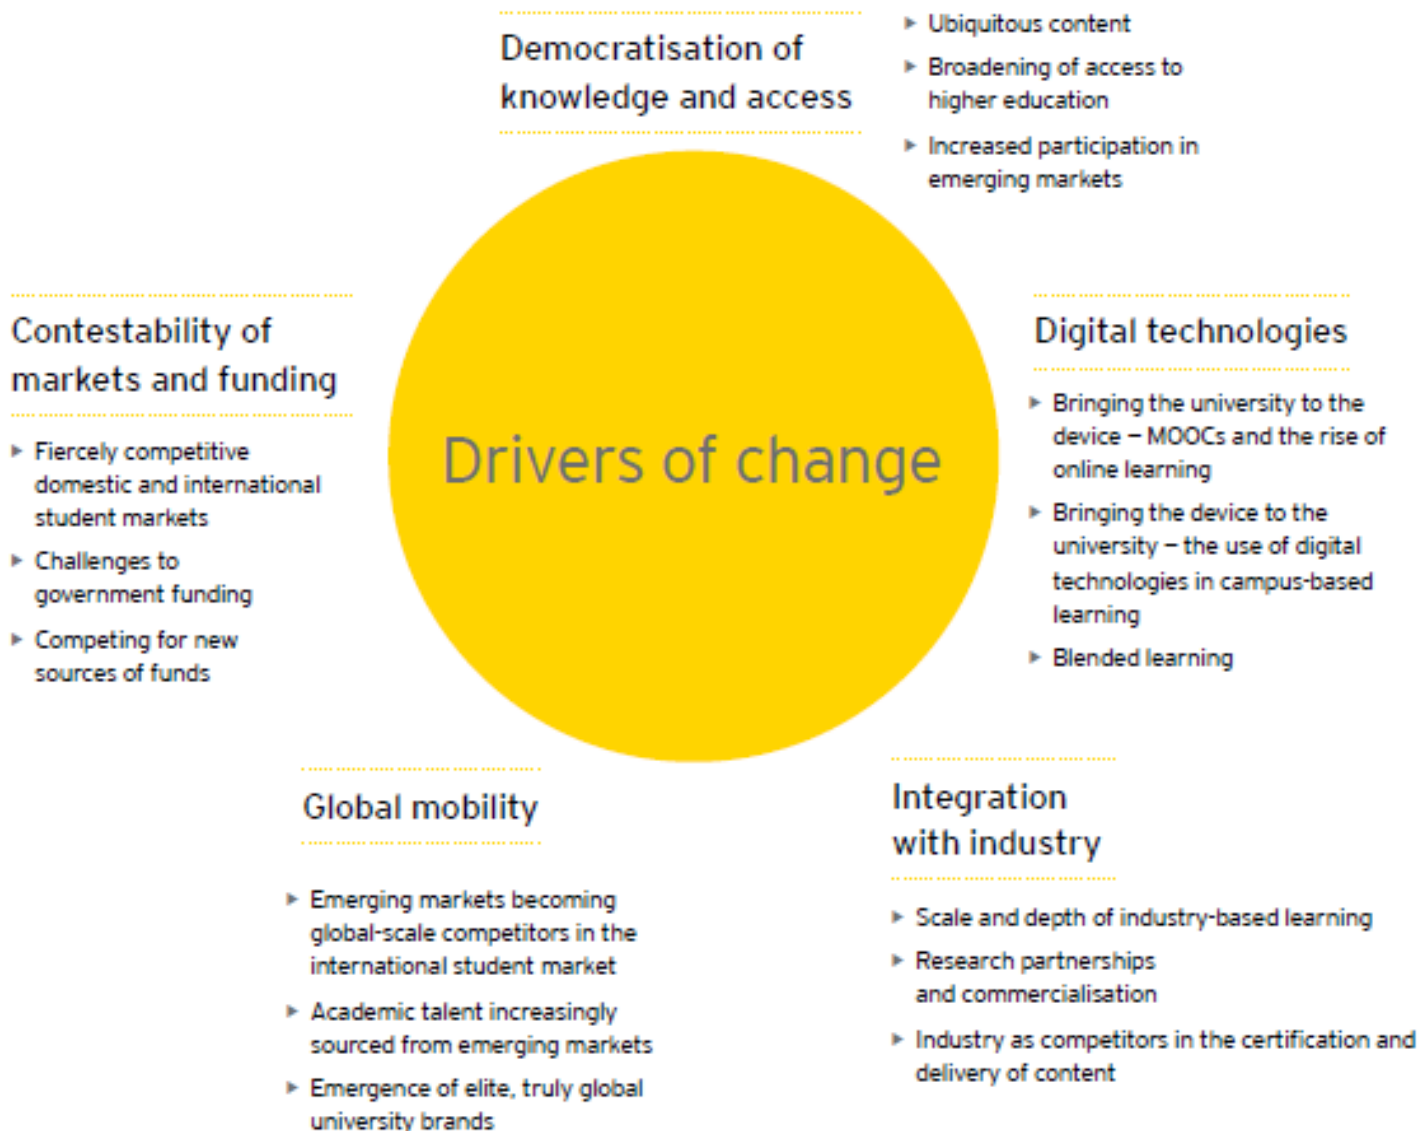 Democratisation of
knowledge and access
Ubiquitous content
Broadening of access to
higher education
Increased participation in
emerging markets
Contestability of
markets and funding
Fiercely competitive
domestic and international
student markets
Challenges to
government funding
Competing for new
sources of funds
Drivers of change
Digital technologies
Bringing the university to the
device – MOOCs and the rise of
online learning
Bringing the device to the
university – the use of digital
technologies in campus-based
learning
Blended learning
Global mobility
Emerging markets becoming
global-scale competitors in the
international student market
Academic talent increasingly
sourced from emerging markets
Emergence of elite, truly global
university brands
Integration
with industry
Scale and depth of industry-based learning
Research partnerships
and commercialisation
Industry as competitors in the certification and
delivery of content